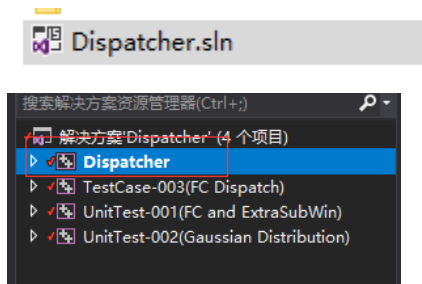 Dispatcher.sln
搜索解决方案资源管理器(Ctrl+;)
解决方案'Dispatcher' (4 个项目)
Dispatcher
TestCase-003(FC Dispatch)
UnitTest-001(FC and ExtraSubWin)
UnitTest-002(Gaussian Distribution)